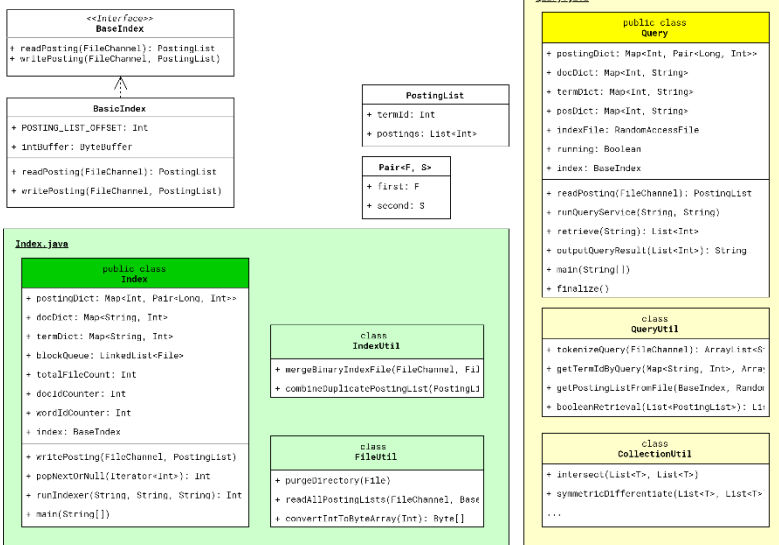 <<Interface>>
BaseIndex
+ readPosting(FileChannel): PostingList
+ writePosting(FileChannel, PostingList)
BasicIndex
+ POSTING_LIST_OFFSET: Int
+ intBuffer: ByteBuffer
+ readPosting(FileChannel): PostingList
+ writePosting(FileChannel, PostingList)
PostingList
+ termId: Int
+ postings: List<Int>
Pair<F, S>
+ first: F
+ second: S
Index.java
public class
Index
+ postingDict: Map<Int, Pair<Long, Int>>
+ docDict: Map<String, Int>
+ termDict: Map<String, Int>
+ blockQueue: LinkedList<File>
+ totalFileCount: Int
+ docIdCounter: Int
+ wordIdCounter: Int
+ index: BaseIndex
+ writePosting(FileChannel, PostingList)
+ popNextOrNull(Iterator<Int>): Int
+ runIndexer(String, String, String): Int
+ main(String[])
class
IndexUtil
+ mergeBinaryIndexFile(FileChannel, Fil
+ combineDuplicatePostingList(PostingLi
class
FileUtil
+ purgeDirectory(File)
+ readAllPostingLists(FileChannel, Base
+ convertIntToByteArray(Int): Byte[]
Query.java
public class
Query
+ postingDict: Map<Int, Pair<Long, Int>>
+ docDict: Map<Int, String>
+ termDict: Map<Int, String>
+ posDict: Map<Int, String>
+ indexFile: RandomAccessFile
+ running: Boolean
+ index: BaseIndex
+ readPosting(FileChannel): PostingList
+ runQueryService(String, String)
+ retrieve(String): List<Int>
+ outputQueryResult(List<Int>): String
+ main(String[])
+ finalize()
class
QueryUtil
+ tokenizeQuery(FileChannel): ArrayList<S
+ getTermIdByQuery(Map<String, Int>, Array
+ getPostingListFromFile(BaseIndex, Random
+ booleanRetrieval(List<PostingList>): Li
class
CollectionUtil
+ intersect(List<T>, List<T>)
+ symmetricDifferentiate(List<T>, List<T>
...